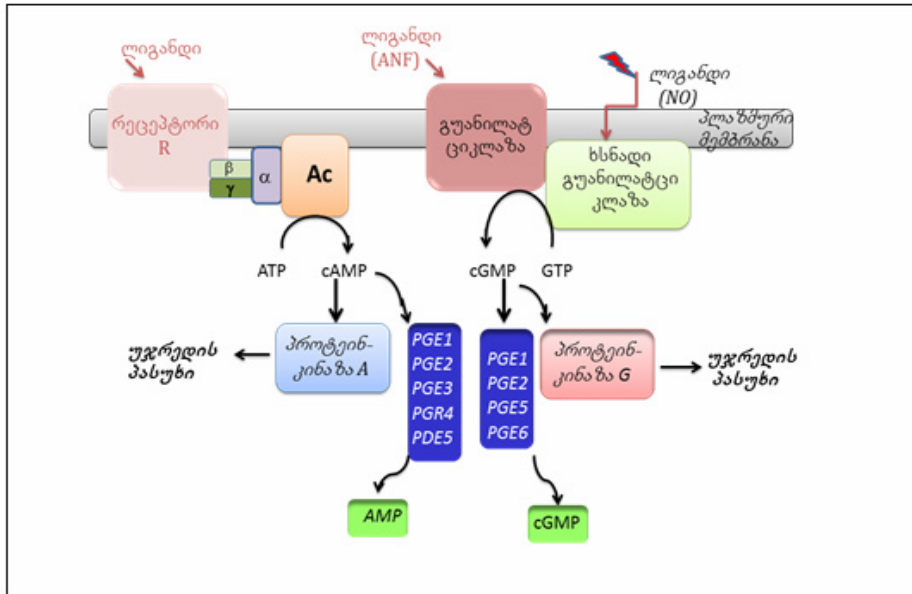 ლიგანდი
ლიგანდი
(ANF)
ლიგანდი
(NO)
რეცეპტორი
R
გუანილატ
ციკლაზა
პლაზმური
მემბრანა
ხსნადი
გუანილატცი
კლაზა
β
γ
α
Ac
ATP
cAMP
cGMP
GTP
უჯრედის
პასუხი
პროტეინ-
კინაზა A
PGE1
PGE2
PGE3
PGR4
PDE5
PGE1
PGE2
PGE5
PGE6
პროტეინ-
კინაზა G
უჯრედის
პასუხი
AMP
cGMP